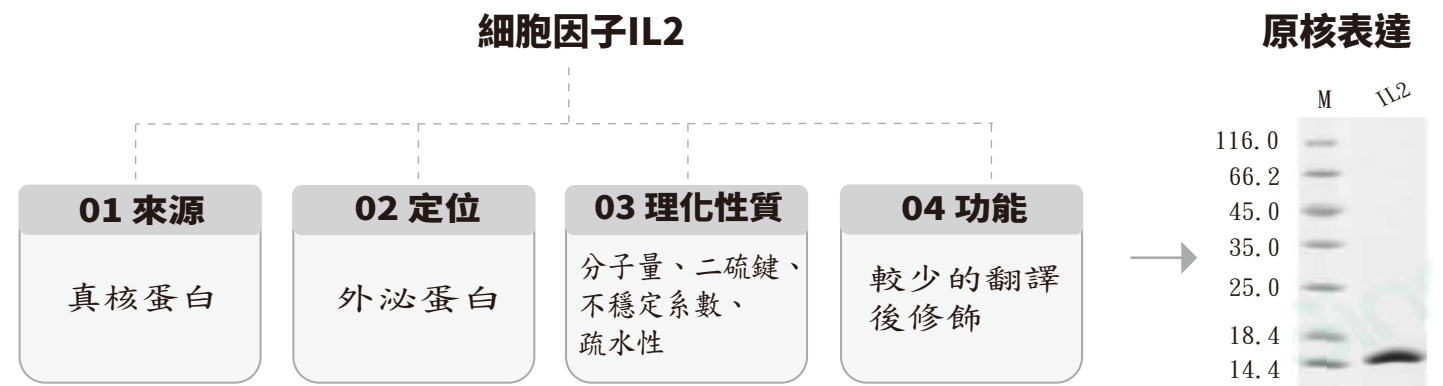 細胞因子IL2
01 來源
真核蛋白
02 定位
外泌蛋白
03 理化性質
分子量、二硫鍵、
不穩定系數、
疏水性
04 功能
較少的翻譯
後修飾
原核表達
M IL2
116.0
66.2
45.0
35.0
25.0
18.4
14.4